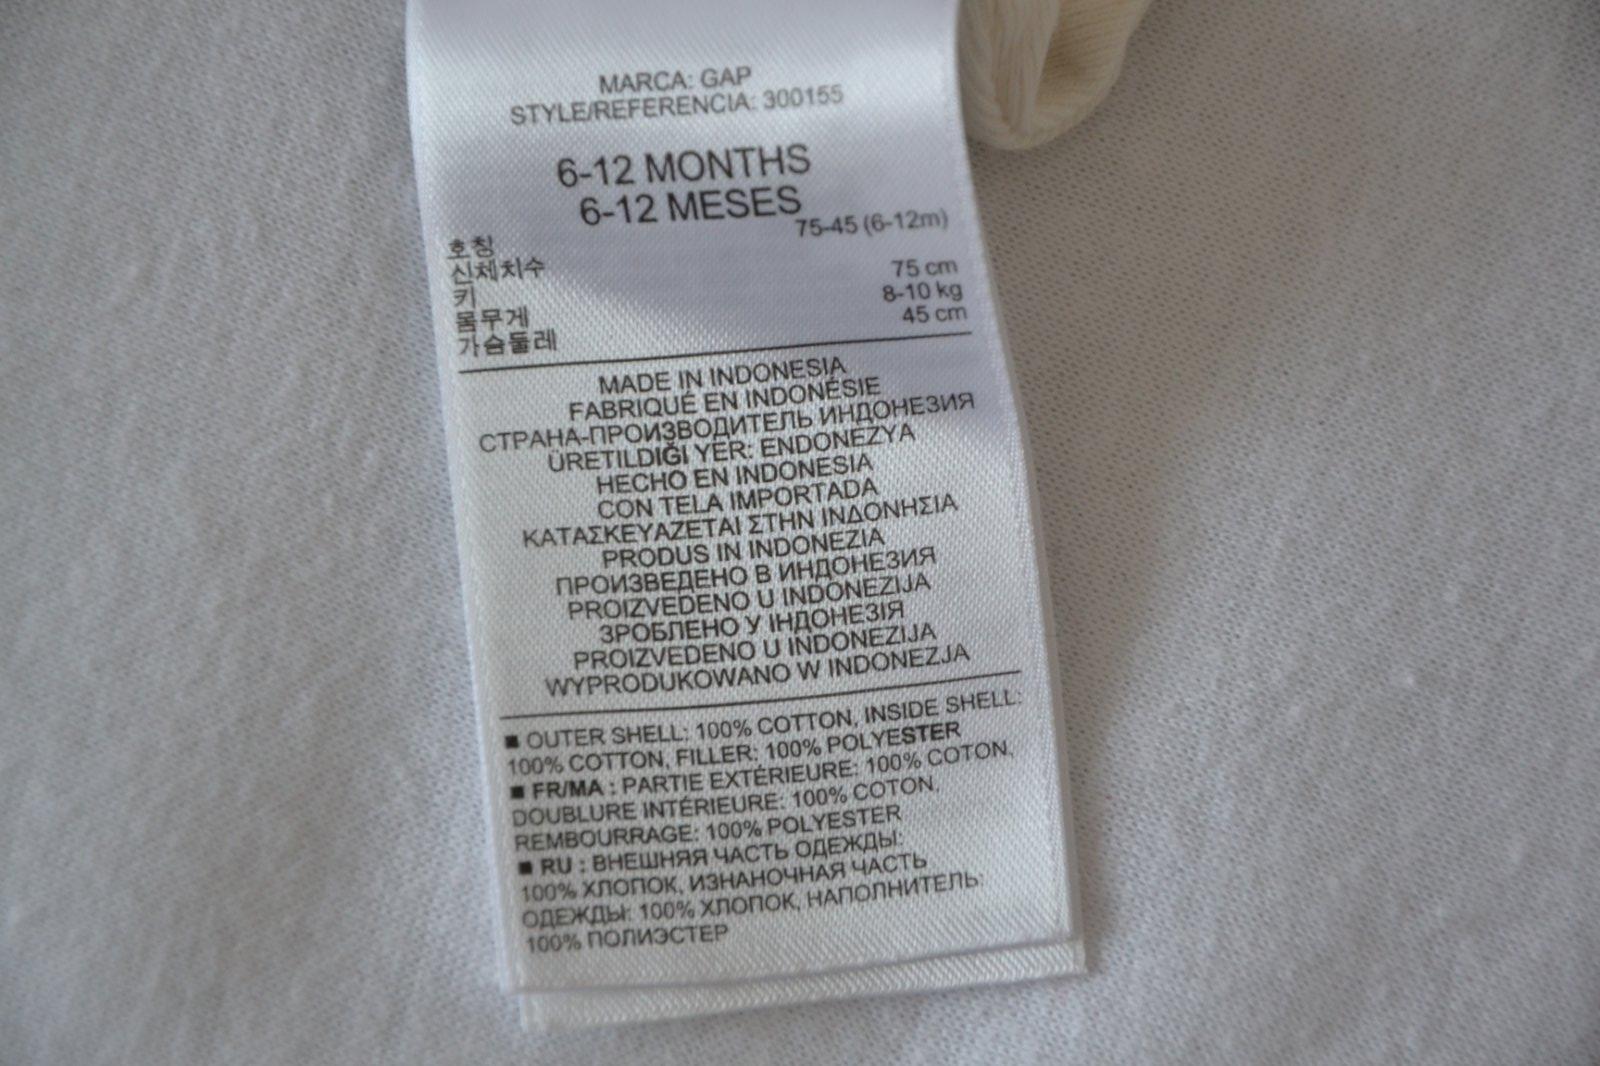 MARCA: GAP
STYLE/REFERENCIA: 300155
6-12 MONTHS
6-12 MESES
호칭 75-45 (6-12m)
신체치수
키 75 cm
몸무게 8-10 kg
가슴둘레 45 cm
MADE IN INDONESIA
FABRIQUÉ EN INDONÉSIE
СТРАНА-ПРОИЗВОДИТЕЛЬ ИНДОНЕЗИЯ
ÜRETILDIĞI YER: ENDONEZYA
HECHO EN INDONESIA
CON TELA IMPORTADA
ΚΑΤΑΣΚΕΥΑΖΕΤΑΙ ΣΤΗΝ ΙΝΔΟΝΗΣΙΑ
PRODUS IN INDONEZIA
ПРОИЗВЕДЕНО В ИНДОНЕЗИЯ
PROIZVEDENO U INDONEZIJA
ЗРОБЛЕНО У ІНДОНЕЗІЯ
PROIZVEDENO U INDONEZIJA
WYPRODUKOWANO W INDONEZJA
■ OUTER SHELL: 100% COTTON, INSIDE SHELL:
100% COTTON, FILLER: 100% POLYESTER
■ FR/MA : PARTIE EXTÉRIEURE: 100% COTON,
DOUBLURE INTÉRIEURE: 100% COTON,
REMBOURRAGE: 100% POLYESTER
■ RU : ВНЕШНЯЯ ЧАСТЬ ОДЕЖДЫ:
100% ХЛОПОК, ИЗНАНОЧНАЯ ЧАСТЬ
ОДЕЖДЫ: 100% ХЛОПОК, НАПОЛНИТЕЛЬ:
100% ПОЛИЭСТЕР